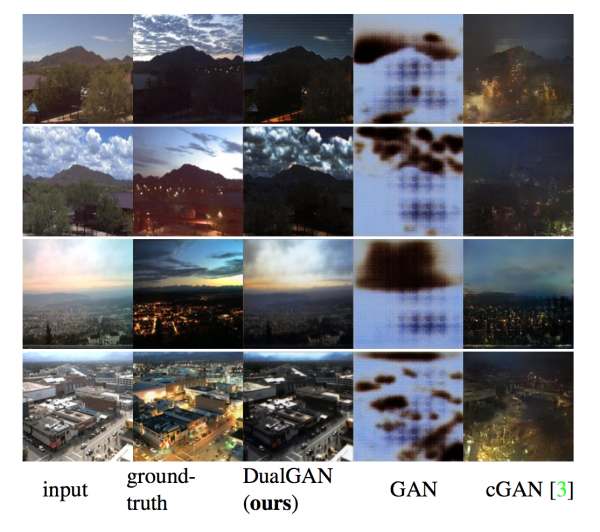 input
ground-
truth
DualGAN
(ours)
GAN
cGAN [3]